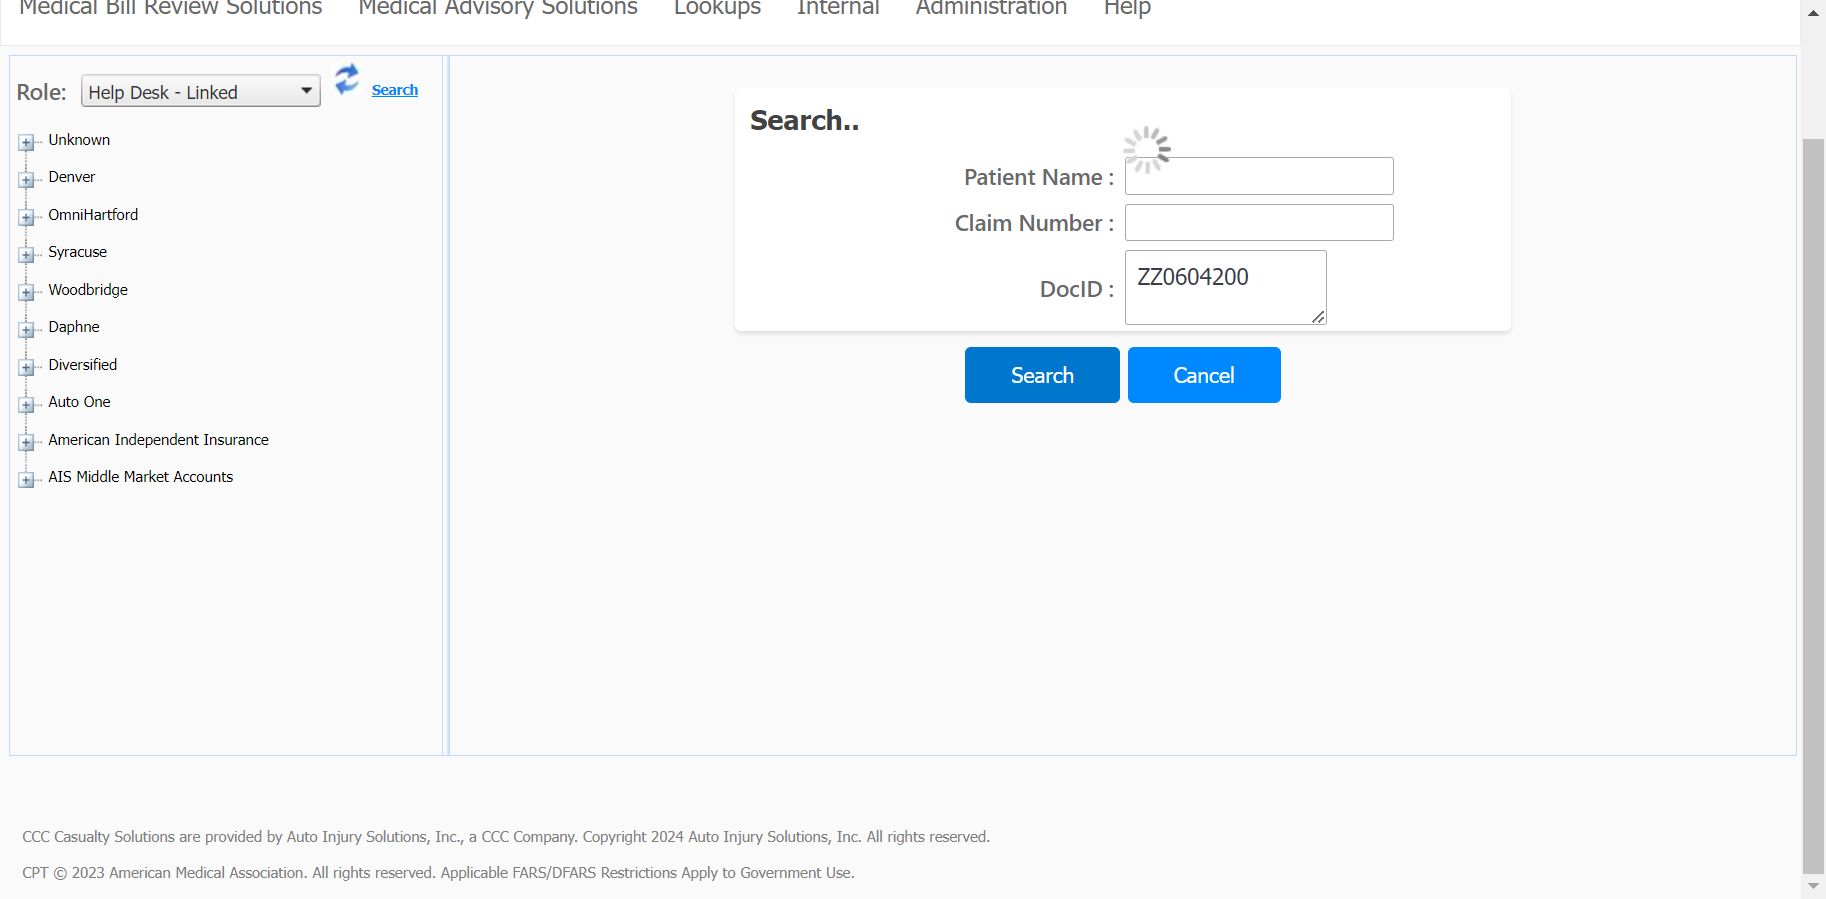 Medical Bill Review Solutions Medical Advisory Solutions Lookups Internal Administration Help
Role: Help Desk - Linked Search
Unknown
Denver
OmniHartford
Syracuse
Woodbridge
Daphne
Diversified
Auto One
American Independent Insurance
AIS Middle Market Accounts
Search..
Patient Name :
Claim Number :
DocID : ZZ0604200
Search Cancel
CCC Casualty Solutions are provided by Auto Injury Solutions, Inc., a CCC Company. Copyright 2024 Auto Injury Solutions, Inc. All rights reserved.
CPT © 2023 American Medical Association. All rights reserved. Applicable FARS/DFARS Restrictions Apply to Government Use.